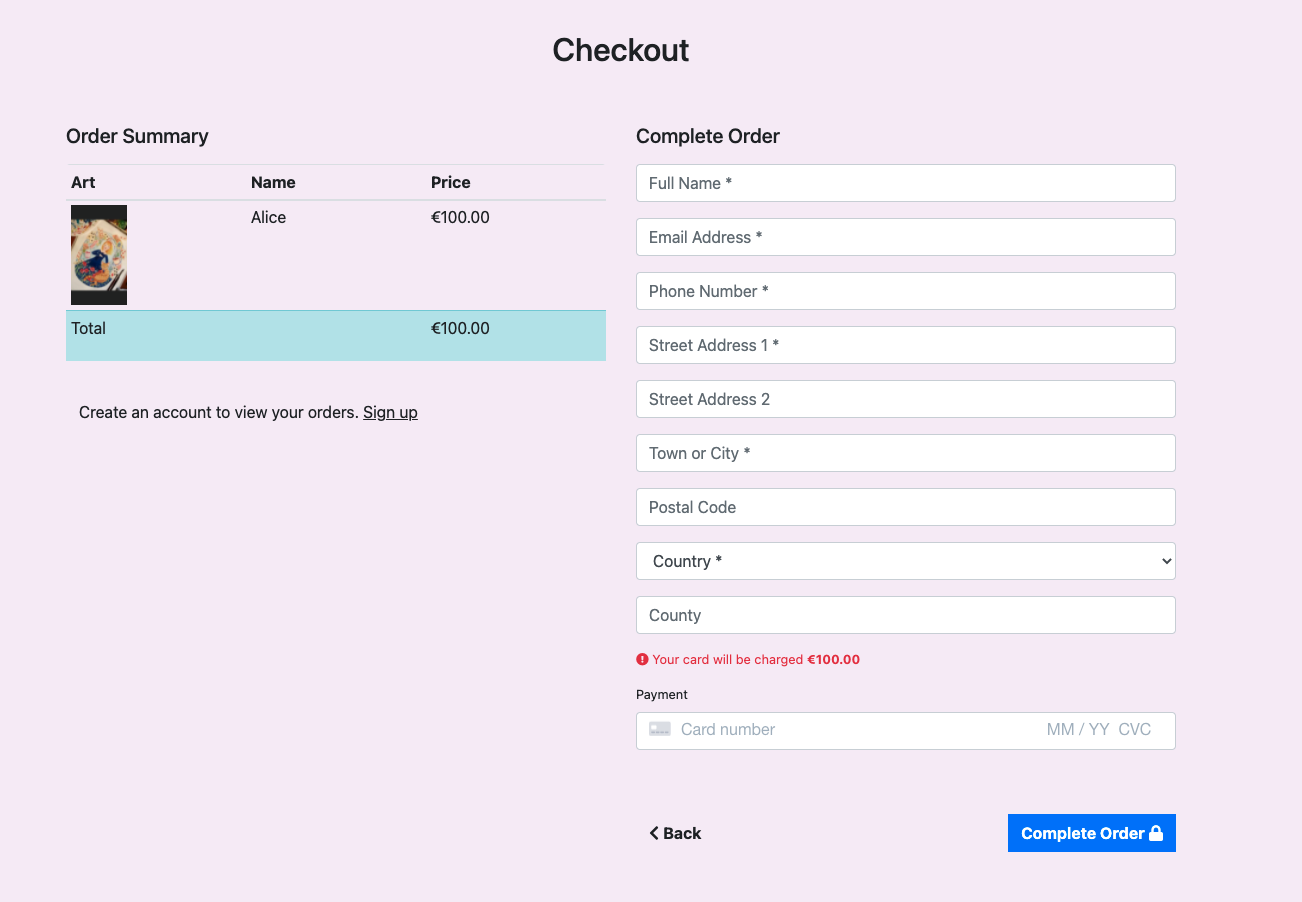 Checkout
Order Summary
Art Name Price
Alice €100.00
Total €100.00
Create an account to view your orders. Sign up
Complete Order
Full Name *
Email Address *
Phone Number *
Street Address 1 *
Street Address 2
Town or City *
Postal Code
Country *
County
Your card will be charged €100.00
Payment
Card number MM / YY CVC
Back
Complete Order